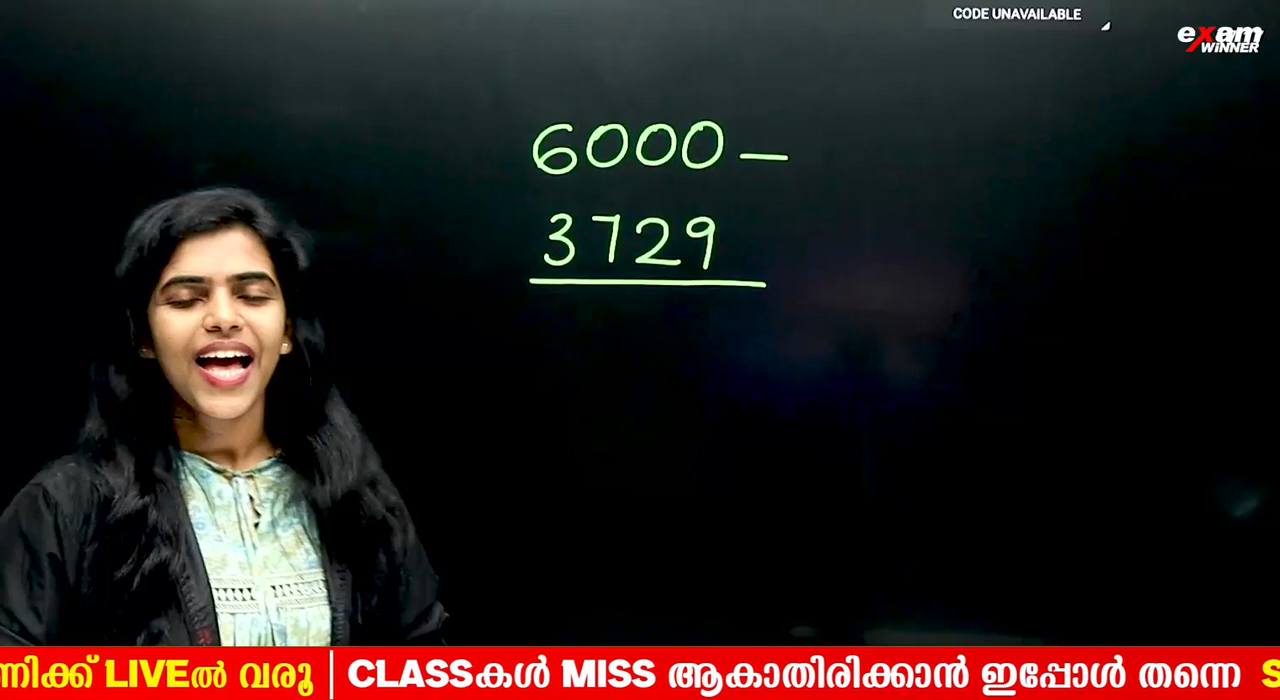 CODE UNAVAILABLE
exam
WINNER
6000 –
3729
ണിക്ക് LIVEൽ വരൂ | CLASSകൾ MISS ആകാതിരിക്കാൻ ഇപ്പോൾ തന്നെ S